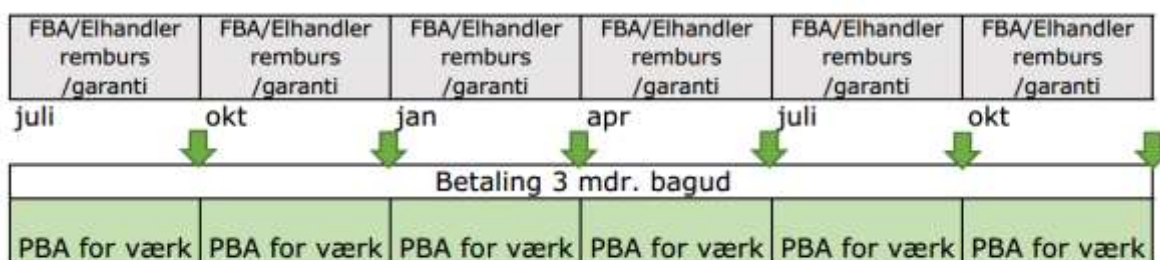 FBA/Elhandler FBA/Elhandler FBA/Elhandler FBA/Elhandler FBA/Elhandler FBA/Elhandler
remburs remburs remburs remburs remburs remburs
/garanti /garanti /garanti /garanti /garanti /garanti
juli okt jan apr juli okt
Betaling 3 mdr. bagud
PBA for værk PBA for værk PBA for værk PBA for værk PBA for værk PBA for værk